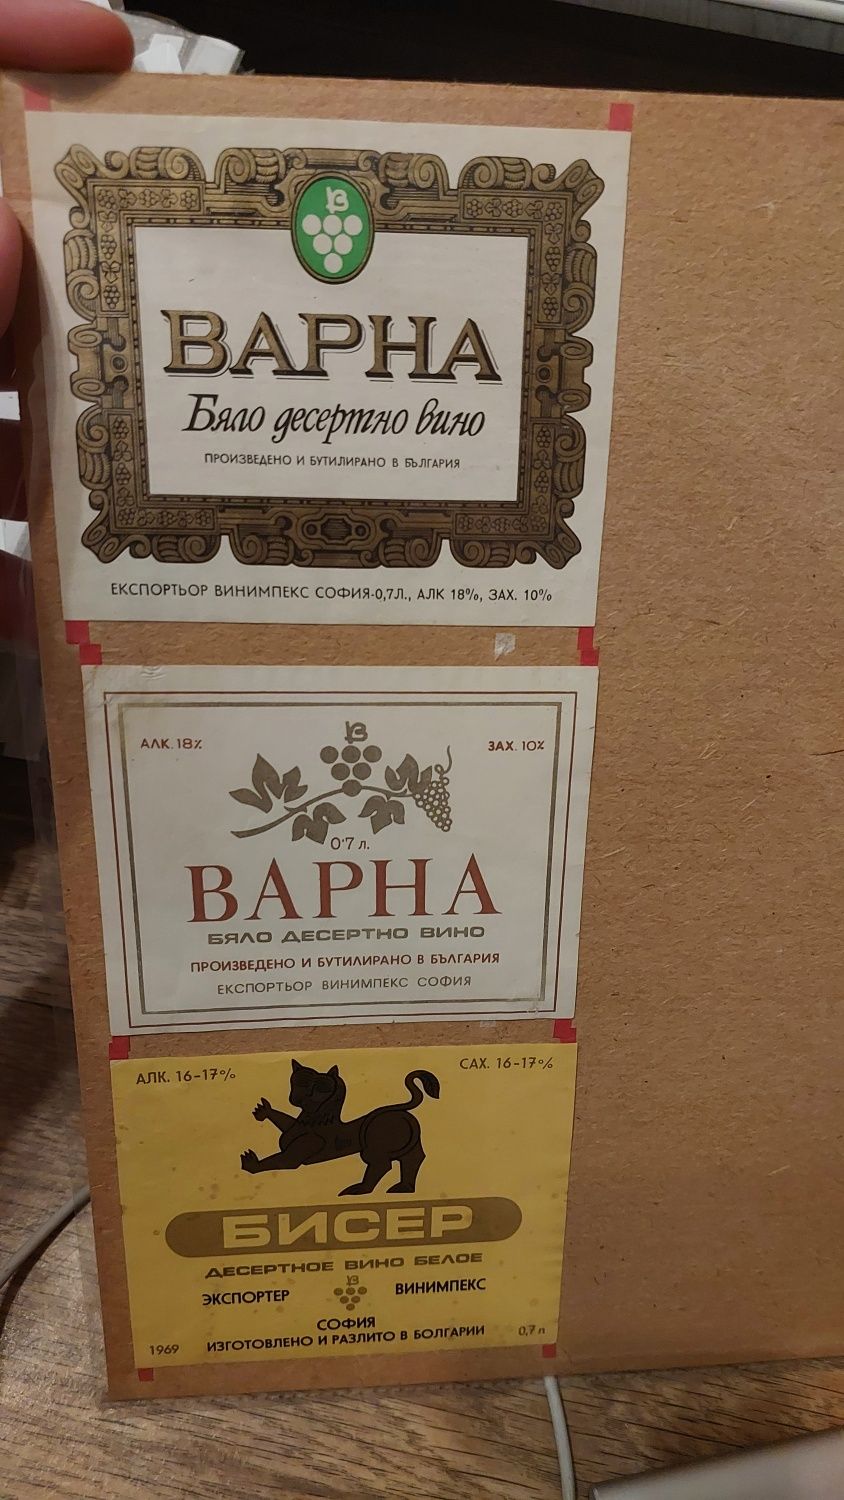 ВАРНА
Бяло десертно вино
ПРОИЗВЕДЕНО И БУТИЛИРАНО В БЪЛГАРИЯ
ЕКСПОРТЬОР ВИНИМПЕКС СОФИЯ-0,7Л., АЛК 18%, ЗАХ. 10%
АЛК. 18% ЗАХ. 10%
0·7 л.
ВАРНА
БЯЛО ДЕСЕРТНО ВИНО
ПРОИЗВЕДЕНО И БУТИЛИРАНО В БЪЛГАРИЯ
ЕКСПОРТЬОР ВИНИМПЕКС СОФИЯ
АЛК. 16-17% САХ. 16-17%
БИСЕР
ДЕСЕРТНОЕ ВИНО БЕЛОЕ
ЭКСПОРТЕР ВИНИМПЕКС
СОФИЯ
1969 ИЗГОТОВЛЕНО И РАЗЛИТО В БОЛГАРИИ 0,7 л